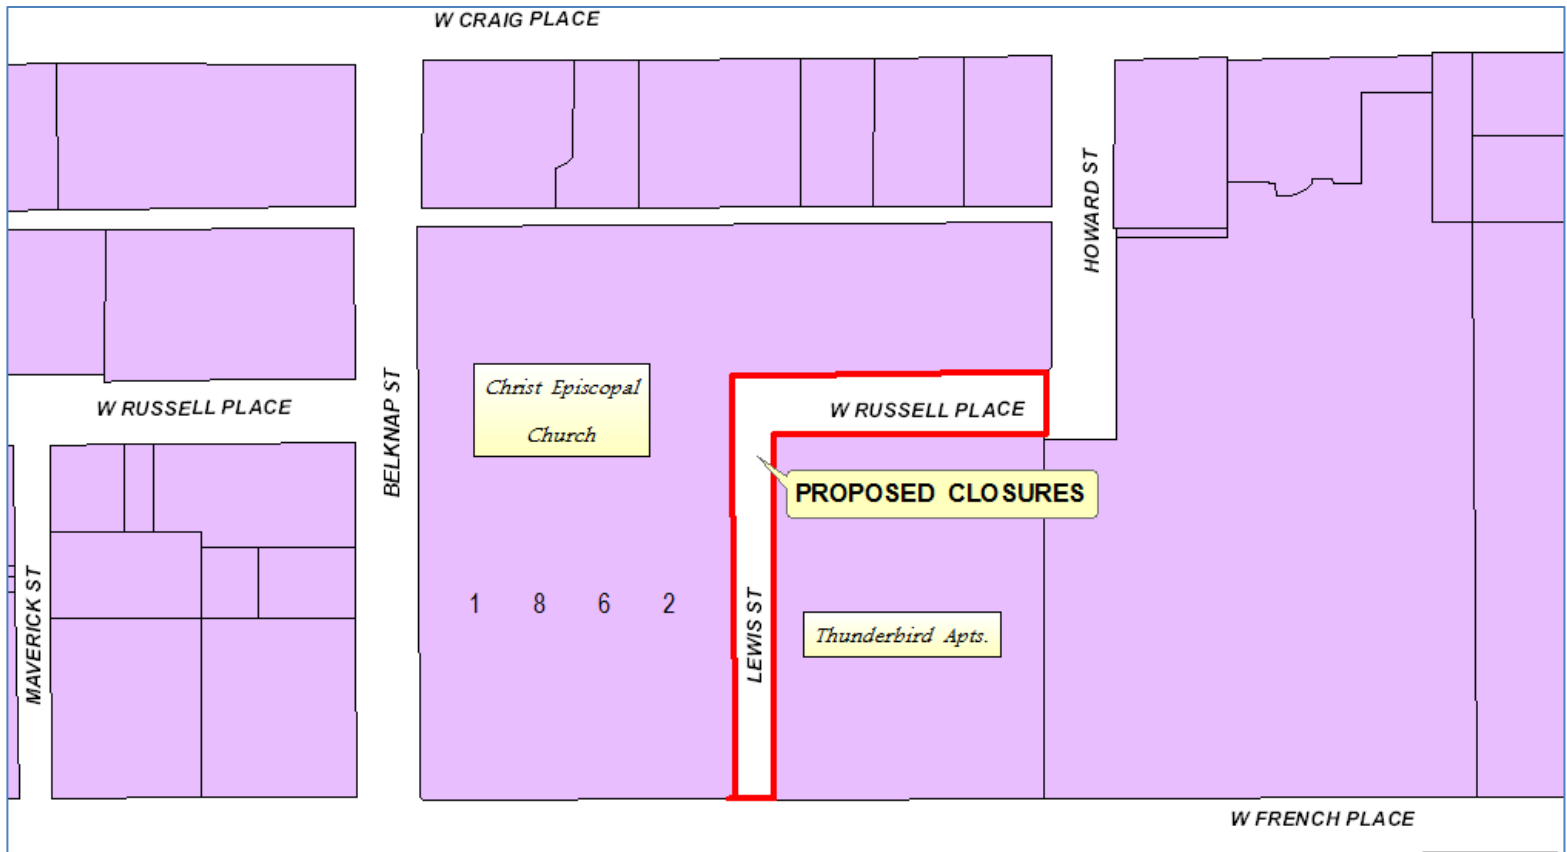 W CRAIG PLACE
HOWARD ST
BELKNAP ST
Christ Episcopal
Church
W RUSSELL PLACE
W RUSSELL PLACE
PROPOSED CLOSURES
MAVERICK ST
1 8 6 2
LEWIS ST
Thunderbird Apts.
W FRENCH PLACE